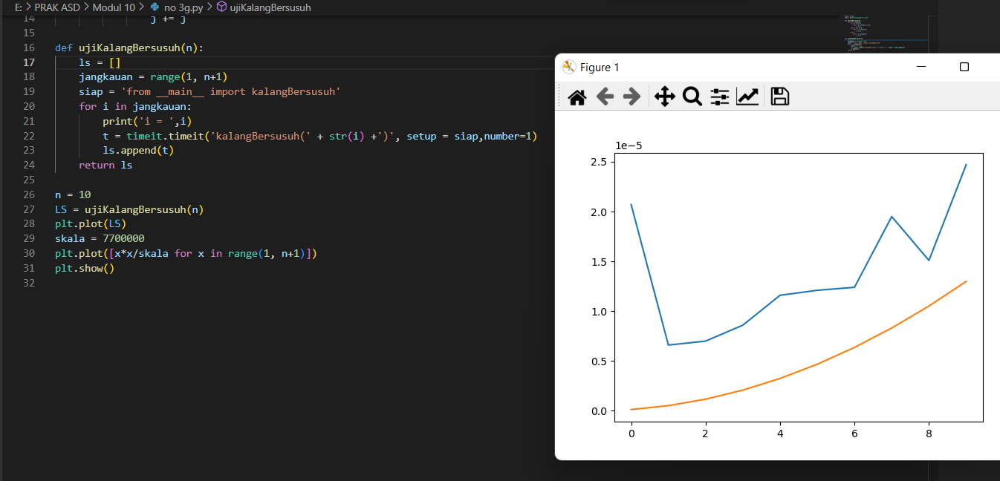 E: > PRAK ASD > Modul 10 > no 3g.py > ujiKalangBersusuh
14 j += j
15
16 def ujiKalangBersusuh(n):
17 ls = []
18 jangkauan = range(1, n+1)
19 siap = 'from __main__ import kalangBersusuh'
20 for i in jangkauan:
21 print('i = ',i)
22 t = timeit.timeit('kalangBersusuh(' + str(i) +')', setup = siap,number=1)
23 ls.append(t)
24 return ls
25
26 n = 10
27 LS = ujiKalangBersusuh(n)
28 plt.plot(LS)
29 skala = 7700000
30 plt.plot([x*x/skala for x in range(1, n+1)])
31 plt.show()
32
Figure 1
1e−5
2.5
2.0
1.5
1.0
0.5
0.0
0 2 4 6 8